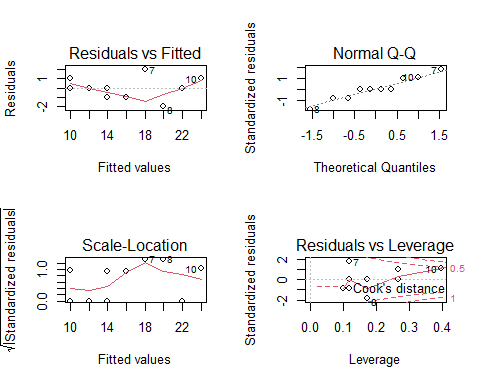 Residuals vs Fitted
Residuals
1
-2
7
10
8
10 14 18 22
Fitted values
Normal Q-Q
Standardized residuals
1
-1
7
10
8
-1.5 -0.5 0.5 1.5
Theoretical Quantiles
Scale-Location
√|Standardized residuals|
1.0
0.0
7
8
10
10 14 18 22
Fitted values
Residuals vs Leverage
Standardized residuals
2
0
-2
7
10
8
Cook's distance
0.5
1
0.0 0.1 0.2 0.3 0.4
Leverage